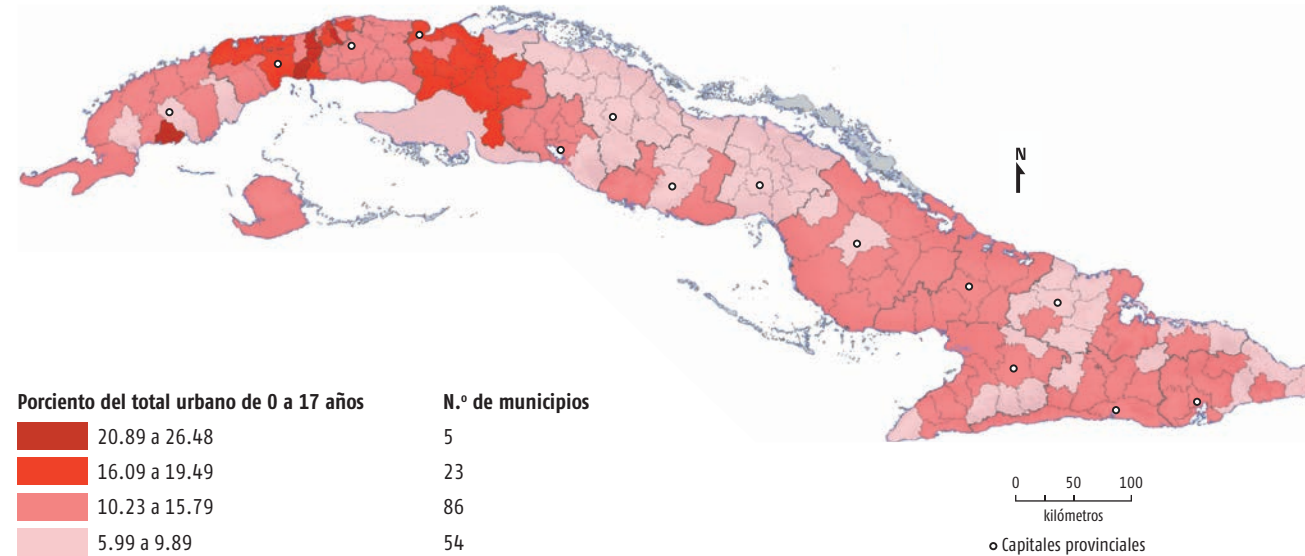 N
Porciento del total urbano de 0 a 17 años N.º de municipios
20.89 a 26.48 5
16.09 a 19.49 23
10.23 a 15.79 86
5.99 a 9.89 54
0 50 100
kilómetros
Capitales provinciales